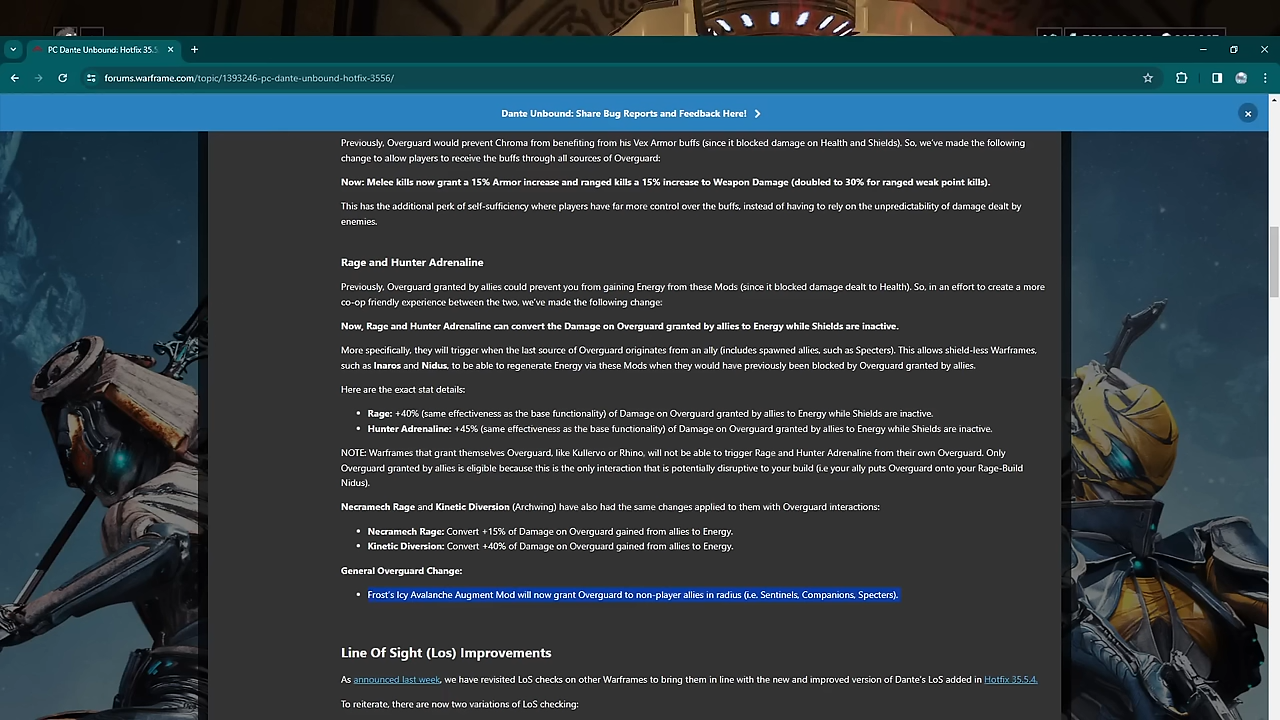 PC Dante Unbound: Hotfix 35.5
forums.warframe.com/topic/1393246-pc-dante-unbound-hotfix-3556/
Dante Unbound: Share Bug Reports and Feedback Here!
Previously, Overguard would prevent Chroma from benefiting from his Vex Armor buffs (since it blocked damage on Health and Shields). So, we've made the following
change to allow players to receive the buffs through all sources of Overguard:
Now: Melee kills now grant a 15% Armor increase and ranged kills a 15% increase to Weapon Damage (doubled to 30% for ranged weak point kills).
This has the additional perk of self-sufficiency where players have far more control over the buffs, instead of having to rely on the unpredictability of damage dealt by
enemies.
Rage and Hunter Adrenaline
Previously, Overguard granted by allies could prevent you from gaining Energy from these Mods (since it blocked damage dealt to Health). So, in an effort to create a more
co-op friendly experience between the two, we've made the following change:
Now, Rage and Hunter Adrenaline can convert the Damage on Overguard granted by allies to Energy while Shields are inactive.
More specifically, they will trigger when the last source of Overguard originates from an ally (includes spawned allies, such as Specters). This allows shield-less Warframes,
such as Inaros and Nidus, to be able to regenerate Energy via these Mods when they would have previously been blocked by Overguard granted by allies.
Here are the exact stat details:
• Rage: +40% (same effectiveness as the base functionality) of Damage on Overguard granted by allies to Energy while Shields are inactive.
• Hunter Adrenaline: +45% (same effectiveness as the base functionality) of Damage on Overguard granted by allies to Energy while Shields are inactive.
NOTE: Warframes that grant themselves Overguard, like Kullervo or Rhino, will not be able to trigger Rage and Hunter Adrenaline from their own Overguard. Only
Overguard granted by allies is eligible because this is the only interaction that is potentially disruptive to your build (i.e your ally puts Overguard onto your Rage-Build
Nidus).
Necramech Rage and Kinetic Diversion (Archwing) have also had the same changes applied to them with Overguard interactions:
• Necramech Rage: Convert +15% of Damage on Overguard gained from allies to Energy.
• Kinetic Diversion: Convert +40% of Damage on Overguard gained from allies to Energy.
General Overguard Change:
• Frost's Icy Avalanche Augment Mod will now grant Overguard to non-player allies in radius (i.e. Sentinels, Companions, Specters).
Line Of Sight (Los) Improvements
As announced last week, we have revisited LoS checks on other Warframes to bring them in line with the new and improved version of Dante's LoS added in Hotfix 35.5.4.
To reiterate, there are now two variations of LoS checking: